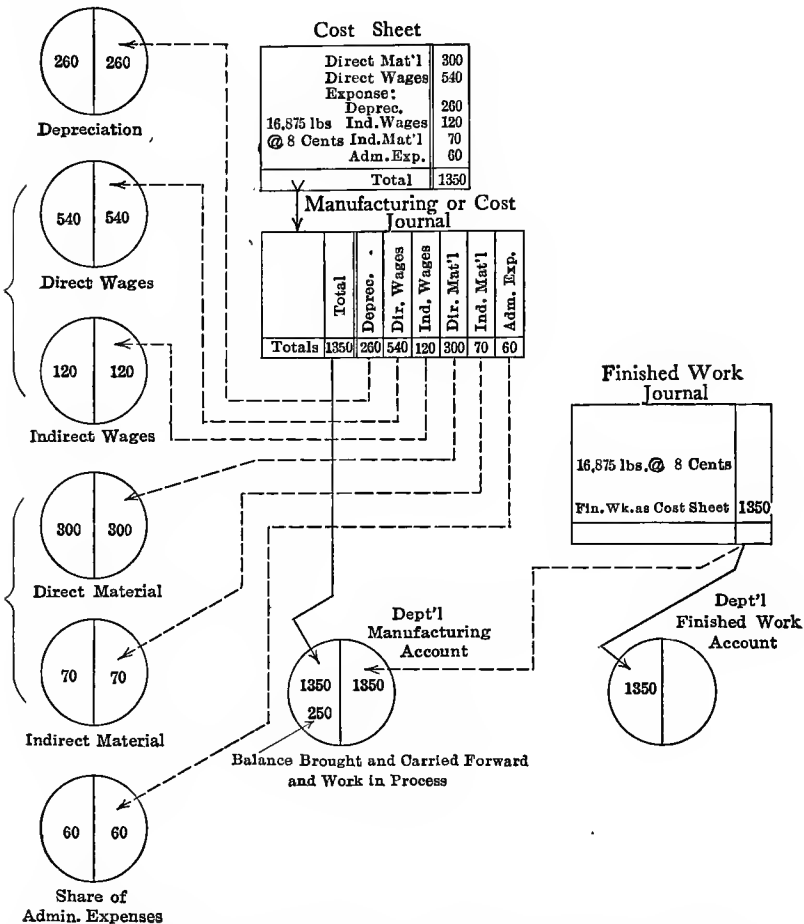 Cost Sheet
Direct Mat'l 300
Direct Wages 540
Exponse:
Deprec. 260
16,875 lbs Ind. Wages 120
@ 8 Cents Ind. Mat'l 70
Adm. Exp. 60
Total 1350
260 260
Depreciation
540 540
Direct Wages
120 120
Indirect Wages
300 300
Direct Material
70 70
Indirect Material
60 60
Share of
Admin. Expenses
Manufacturing or Cost
Journal
Total Deprec. Dir. Wages Ind. Wages Dir. Mat'l Ind. Mat'l Adm. Exp.
Totals 1350 260 540 120 300 70 60
Finished Work
Journal
16,875 lbs. @ 8 Cents
Fin. Wk. as Cost Sheet 1350
Dept'l
Manufacturing
Account
1350 1350
250
Balance Brought and Carried Forward
and Work in Process
Dept'l
Finished Work
Account
1350